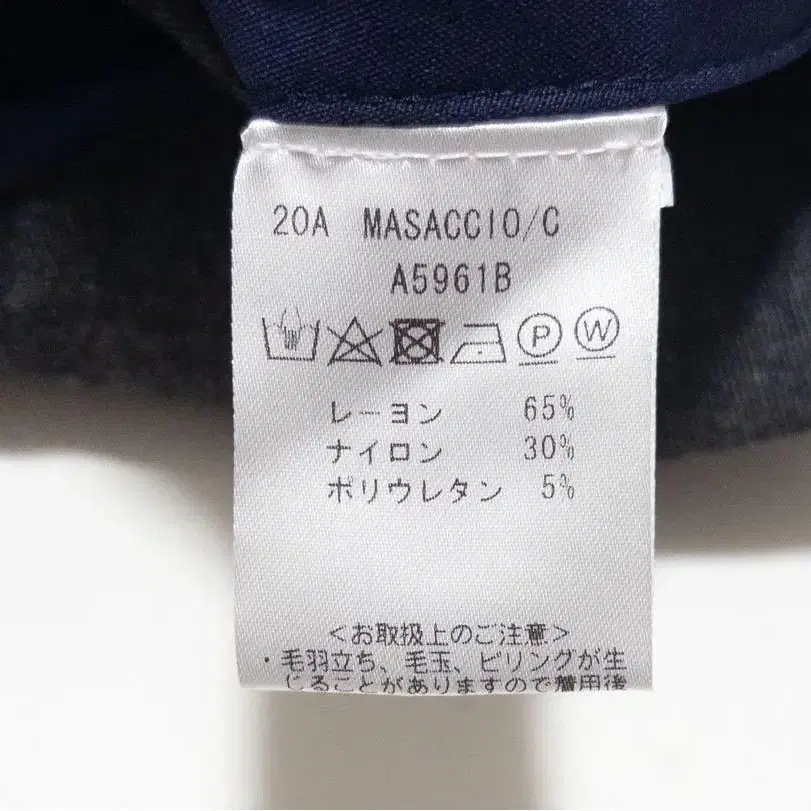 20A MASACCIO/C
A5961B
P W
レーヨン 65%
ナイロン 30%
ポリウレタン 5%
<お取扱上のご注意>
・毛羽立ち、毛玉、ピリングが生
じることがありますので着用後